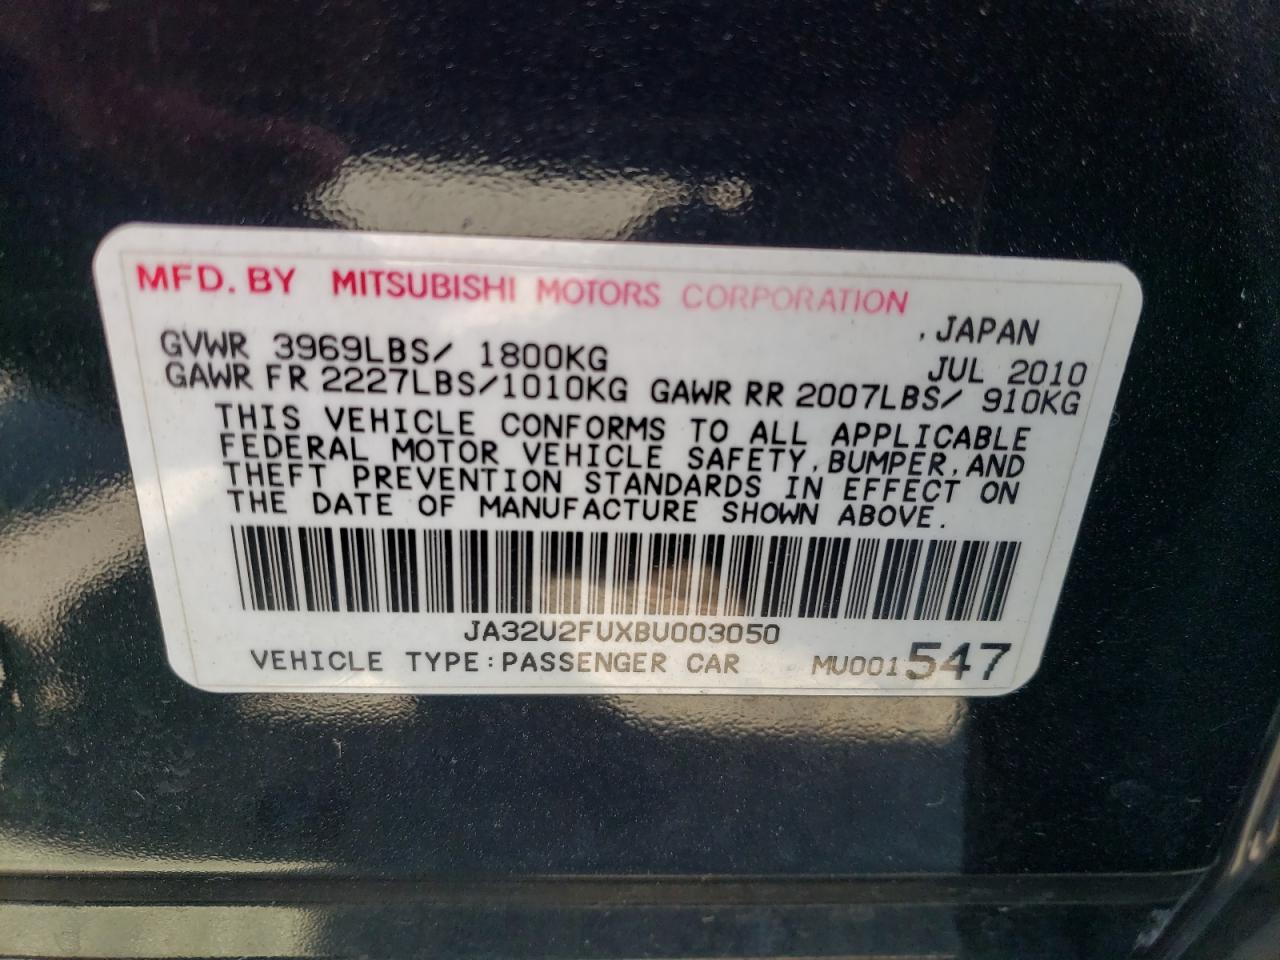 MFD. BY MITSUBISHI MOTORS CORPORATION
, JAPAN
GVWR 3969LBS/ 1800KG JUL 2010
GAWR FR 2227LBS/1010KG GAWR RR 2007LBS/ 910KG
THIS VEHICLE CONFORMS TO ALL APPLICABLE
FEDERAL MOTOR VEHICLE SAFETY, BUMPER, AND
THEFT PREVENTION STANDARDS IN EFFECT ON
THE DATE OF MANUFACTURE SHOWN ABOVE.
JA32U2FUXBU003050
VEHICLE TYPE:PASSENGER CAR MU001547